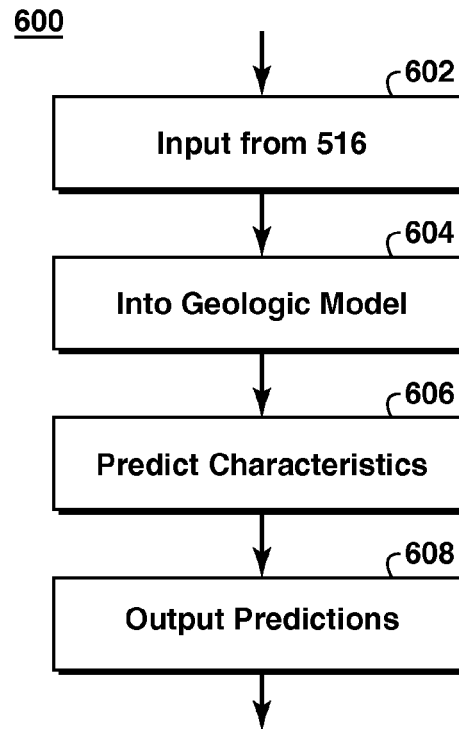 600
602
Input from 516
604
Into Geologic Model
606
Predict Characteristics
608
Output Predictions